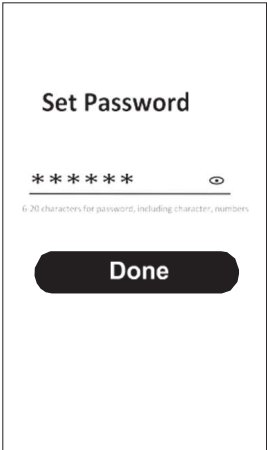 Set Password
******
6-20 characters for password, including character, numbers
Done